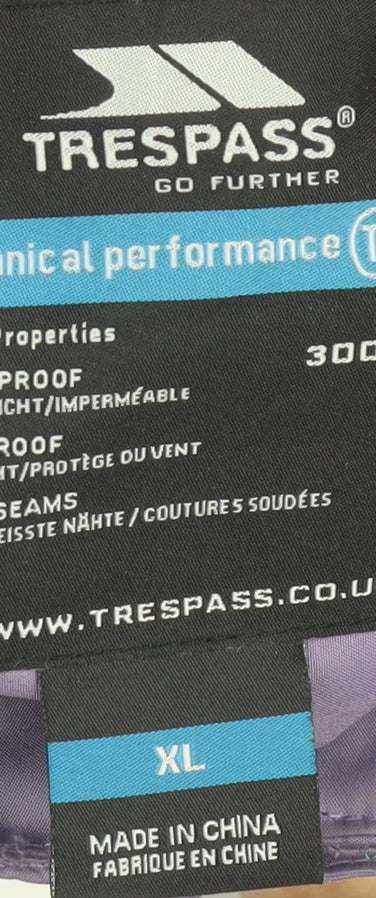 TRESPASS®
GO FURTHER
nical performance T
Properties
300
PROOF
ICHT/IMPERMÉABLE
ROOF
HT/PROTÈGE DU VENT
SEAMS
EISSTE NÄHTE / COUTURES SOUDÉES
WWW.TRESPASS.CO.U
XL
MADE IN CHINA
FABRIQUE EN CHINE